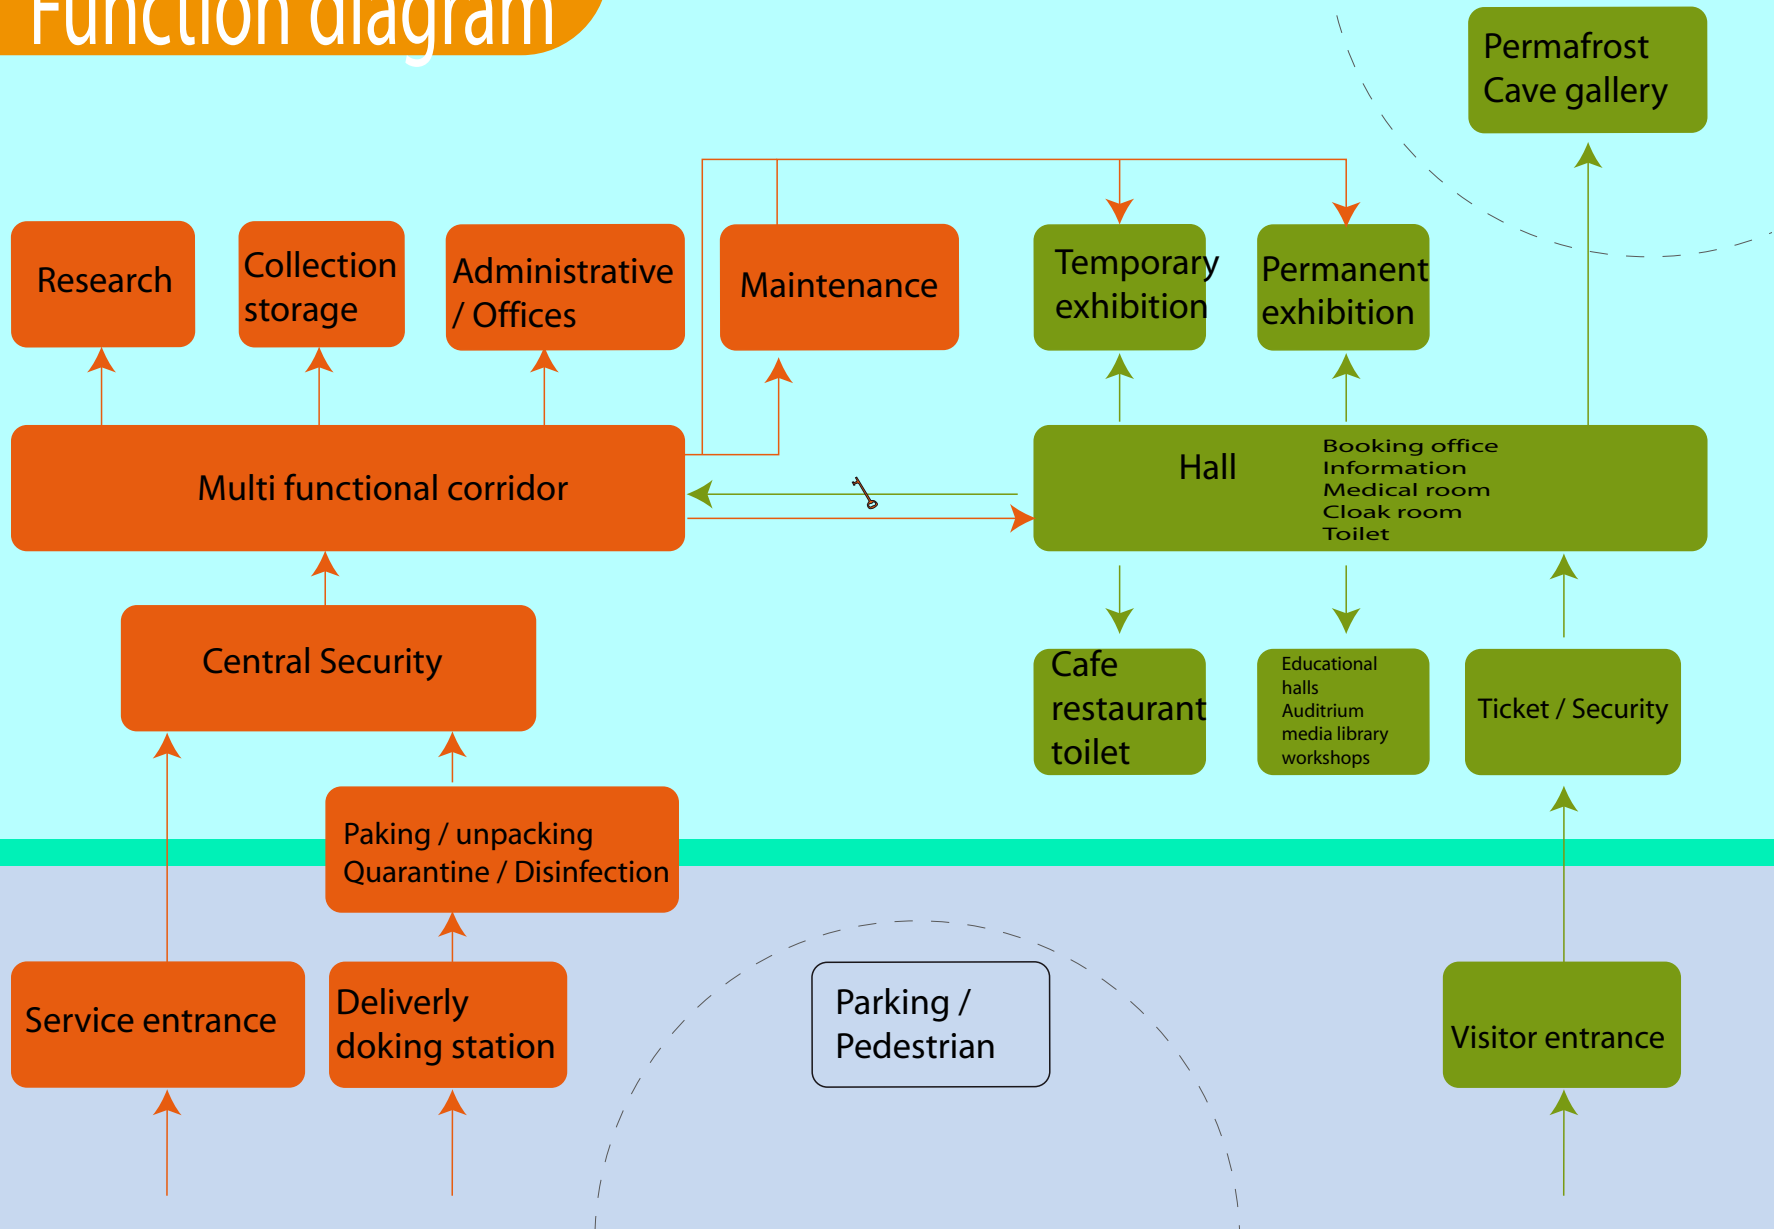 Function diagram
Permafrost
Cave gallery
Research
Collection
storage
Administrative
/ Offices
Maintenance
Temporary
exhibition
Permanent
exhibition
Multi functional corridor
Hall
Booking office
Information
Medical room
Cloak room
Toilet
Central Security
Cafe
restaurant
toilet
Educational
halls
Auditrium
media library
workshops
Ticket / Security
Paking / unpacking
Quarantine / Disinfection
Service entrance
Deliverly
doking station
Parking /
Pedestrian
Visitor entrance